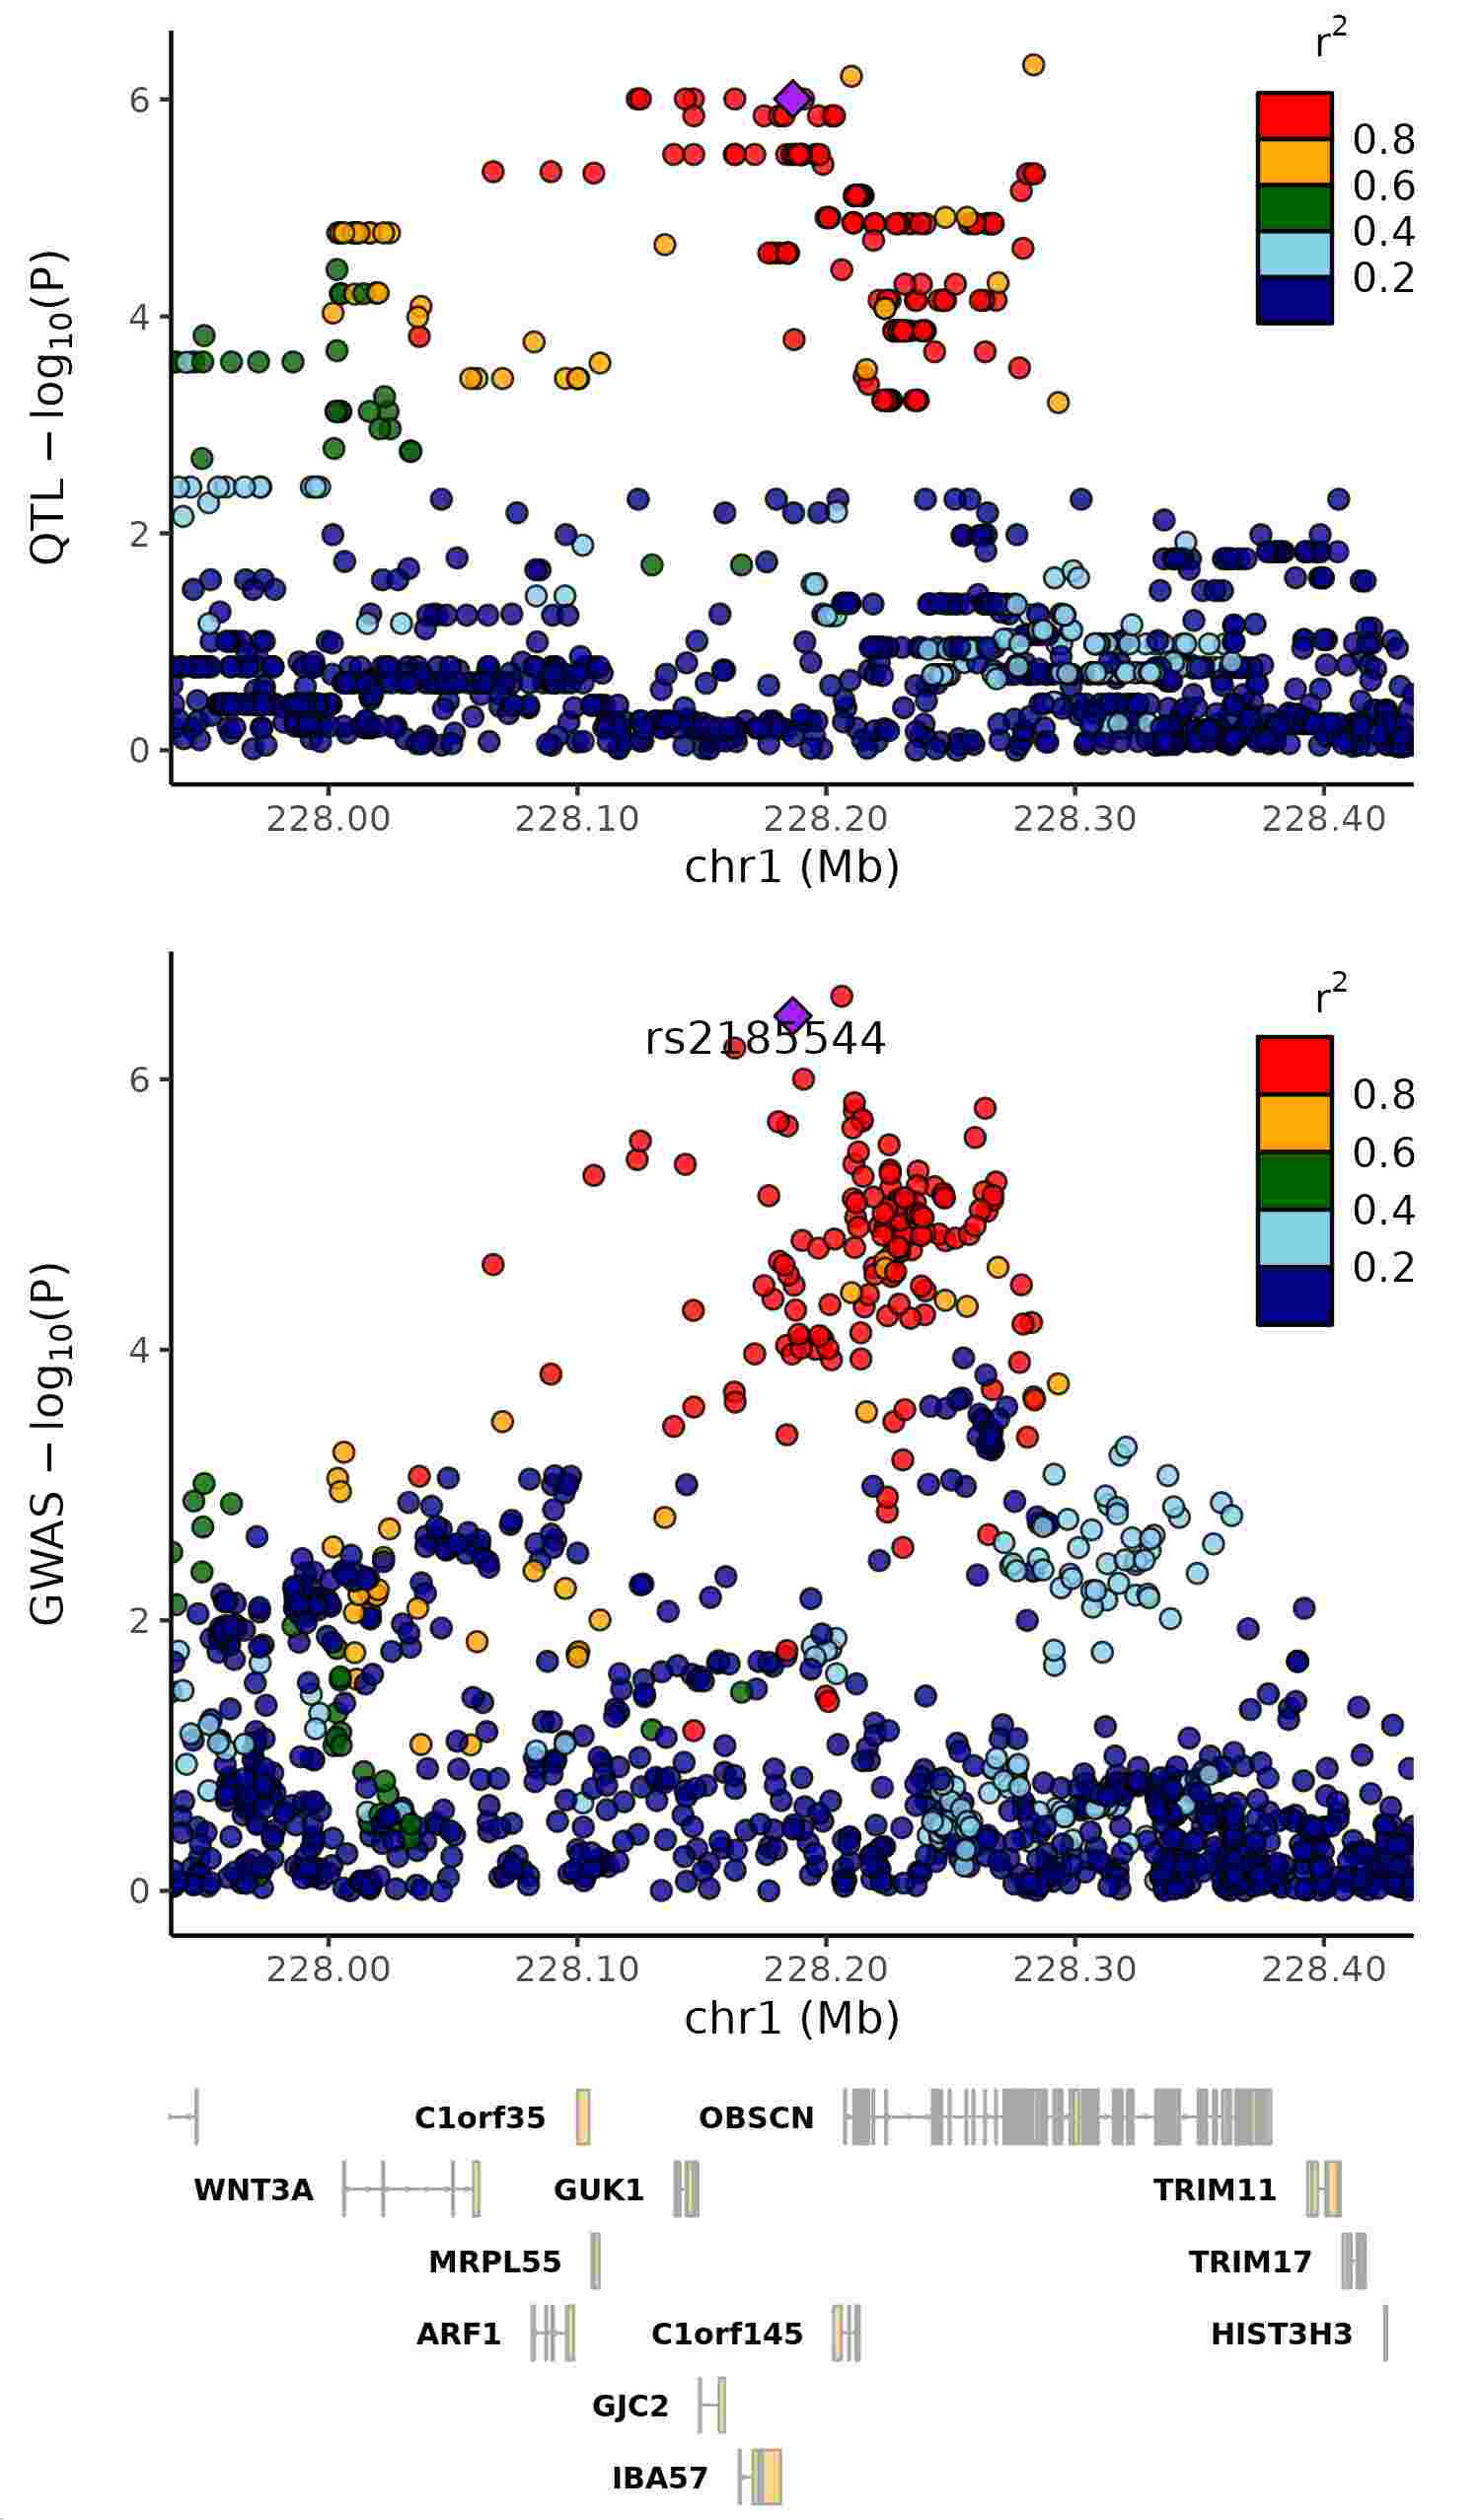 r2
6
0.8
0.6
0.4
0.2
4
2
0
QTL − log10(P)
228.00 228.10 228.20 228.30 228.40
chr1 (Mb)
r2
rs2185544
6
0.8
0.6
0.4
0.2
4
2
0
GWAS − log10(P)
228.00 228.10 228.20 228.30 228.40
chr1 (Mb)
C1orf35 OBSCN
WNT3A GUK1 TRIM11
MRPL55 TRIM17
ARF1 C1orf145 HIST3H3
GJC2
IBA57